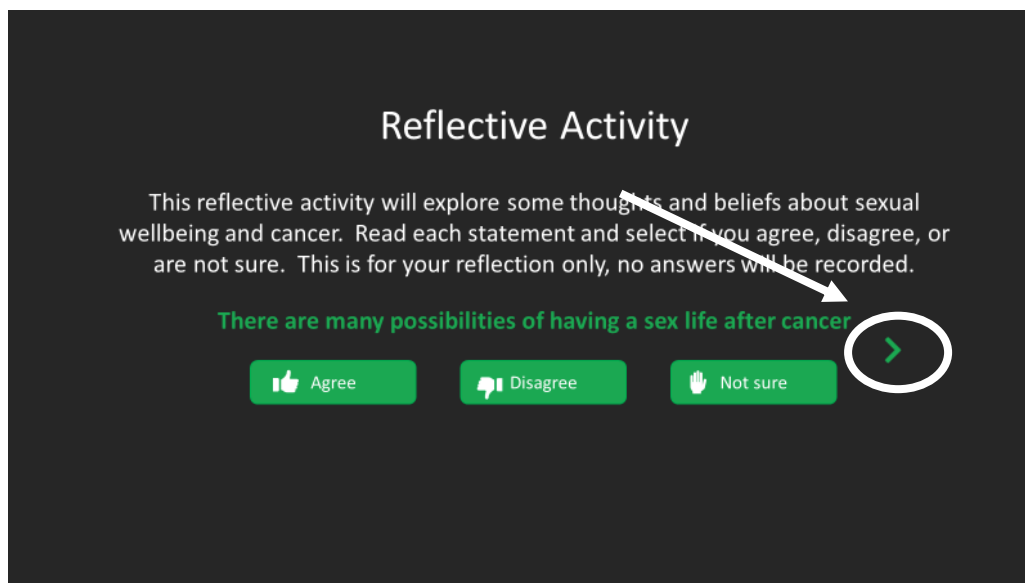 Reflective Activity
This reflective activity will explore some thoughts and beliefs about sexual
wellbeing and cancer.  Read each statement and select if you agree, disagree, or
are not sure.  This is for your reflection only, no answers will be recorded.
There are many possibilities of having a sex life after cancer
Agree Disagree Not sure